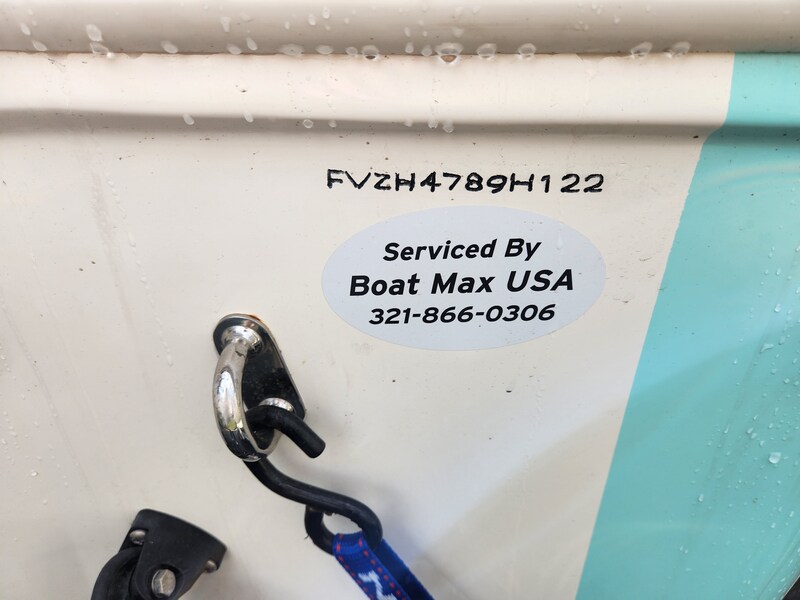 FVZH4789H122
Serviced By
Boat Max USA
321-866-0306